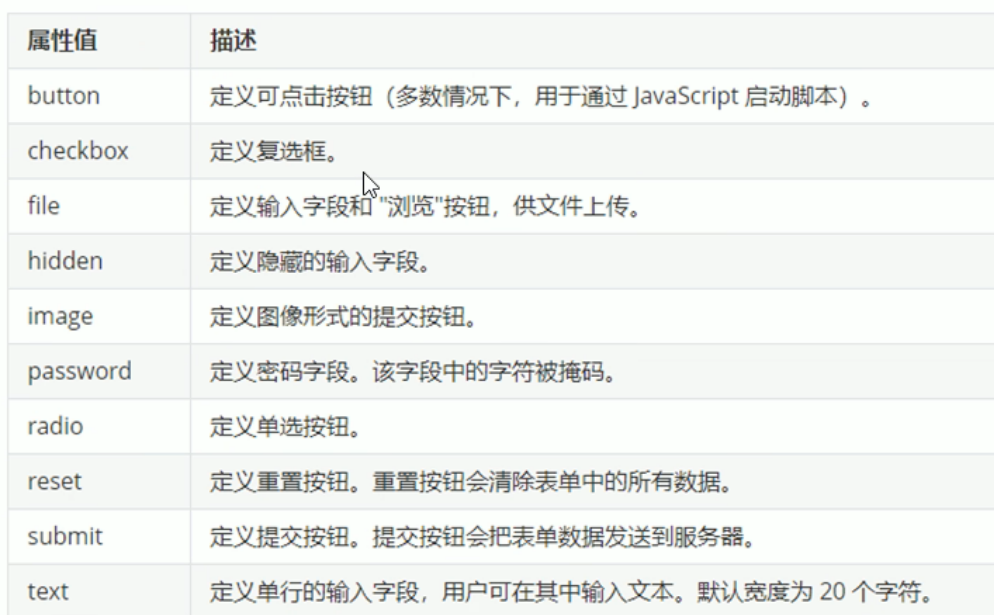 属性值 描述
button 定义可点击按钮（多数情况下，用于通过 JavaScript 启动脚本）。
checkbox 定义复选框。
file 定义输入字段和 "浏览"按钮，供文件上传。
hidden 定义隐藏的输入字段。
image 定义图像形式的提交按钮。
password 定义密码字段。该字段中的字符被掩码。
radio 定义单选按钮。
reset 定义重置按钮。重置按钮会清除表单中的所有数据。
submit 定义提交按钮。提交按钮会把表单数据发送到服务器。
text 定义单行的输入字段，用户可在其中输入文本。默认宽度为 20 个字符。